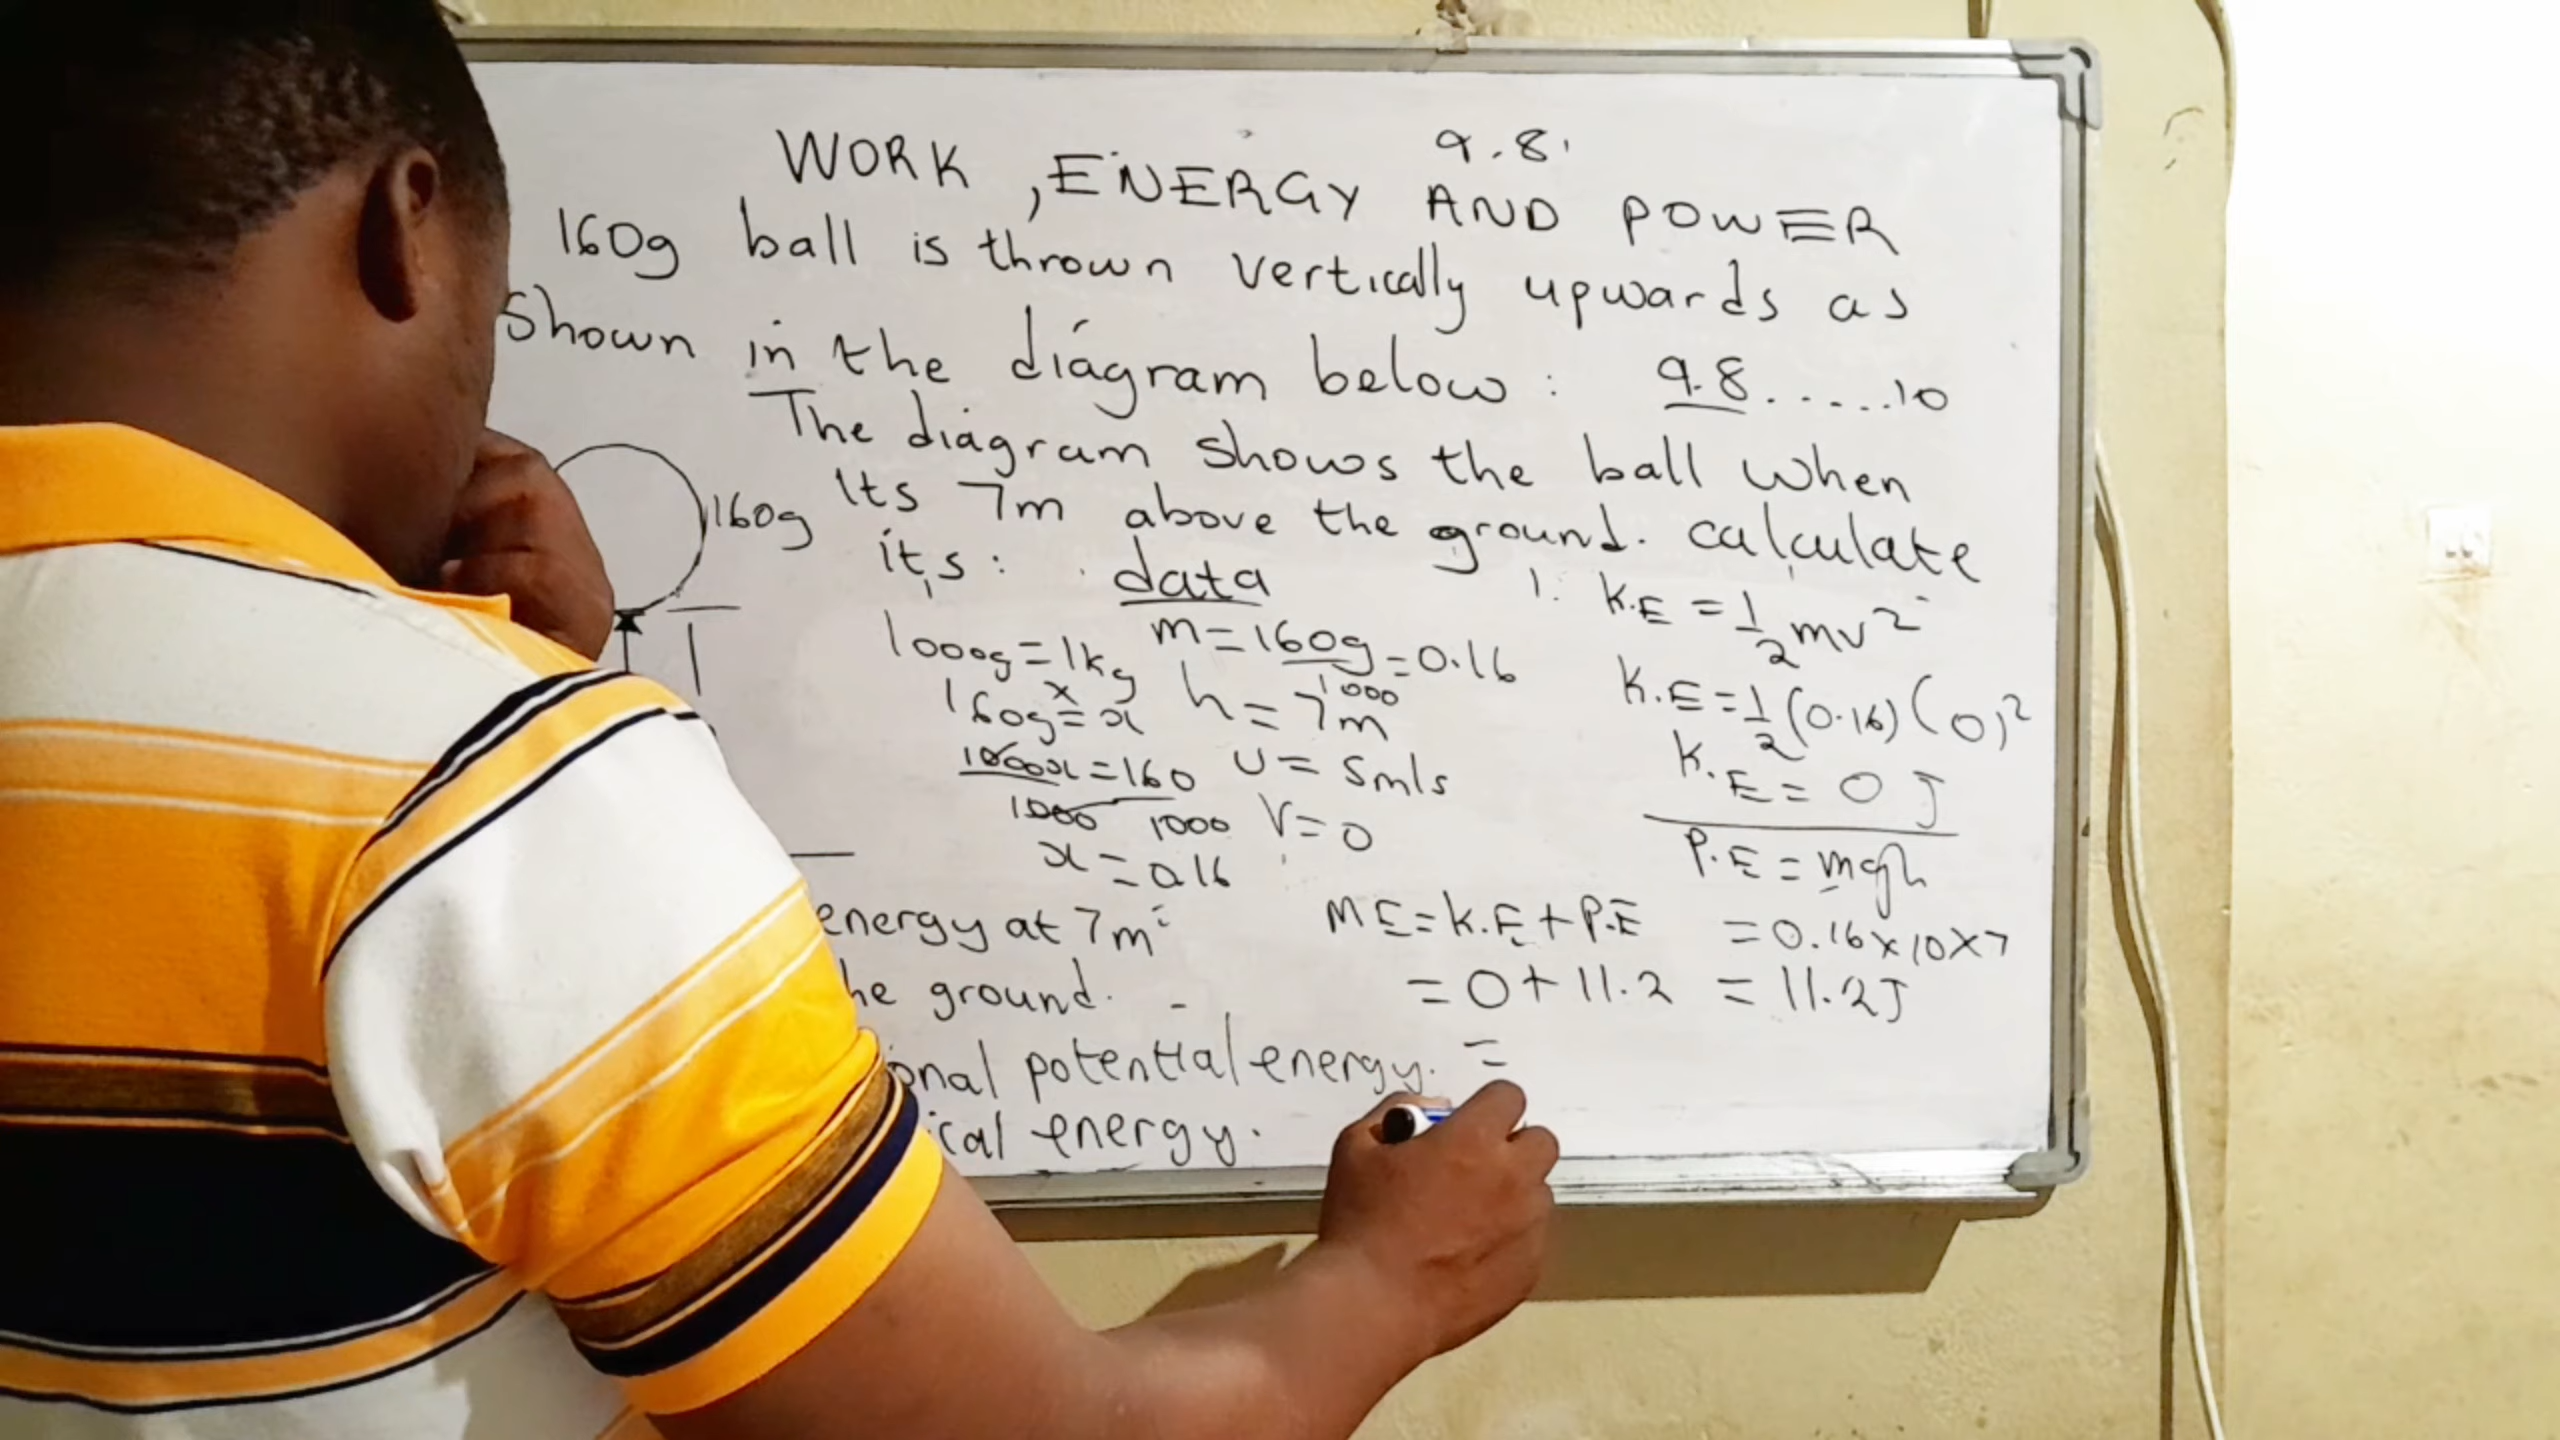 9.8
WORK, ENERGY AND POWER
160g ball is thrown vertically upwards as
shown in the diagram below: 9.8.....10
The diagram shows the ball when
160g its 7m above the ground. calculate
its: data
1. K.E = 1/2 mv²
1000g = 1kg m = 160g/1000 = 0.16
160g = x h = 7m K.E = 1/2 (0.16) (0)²
1000x/1000 = 160/1000 U = 5m/s K.E = 0 J
x = 0.16 V = 0 P.E = mgh
energy at 7m M E = K.E + P.E = 0.16 x 10 x 7
he ground. = 0 + 11.2 = 11.2J
onal potential energy. =
ical energy.